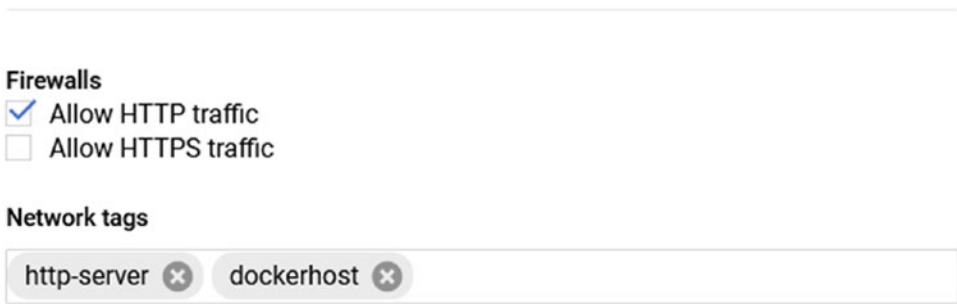 Firewalls
Allow HTTP traffic
Allow HTTPS traffic
Network tags
http-server dockerhost